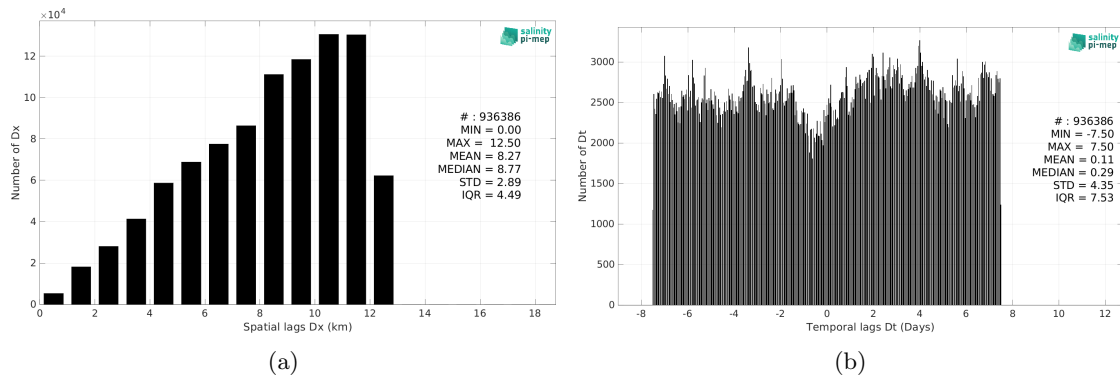 ×10⁴
salinity
pi-mep
14
12
10
8
6
4
2
0
Number of Dx
# : 936386
MIN = 0.00
MAX = 12.50
MEAN = 8.27
MEDIAN = 8.77
STD = 2.89
IQR = 4.49
0 2 4 6 8 10 12 14 16 18
Spatial lags Dx (km)
(a)
salinity
pi-mep
3000
2500
2000
1500
1000
500
0
Number of Dt
# : 936386
MIN = -7.50
MAX = 7.50
MEAN = 0.11
MEDIAN = 0.29
STD = 4.35
IQR = 7.53
-8 -6 -4 -2 0 2 4 6 8 10 12
Temporal lags Dt (Days)
(b)